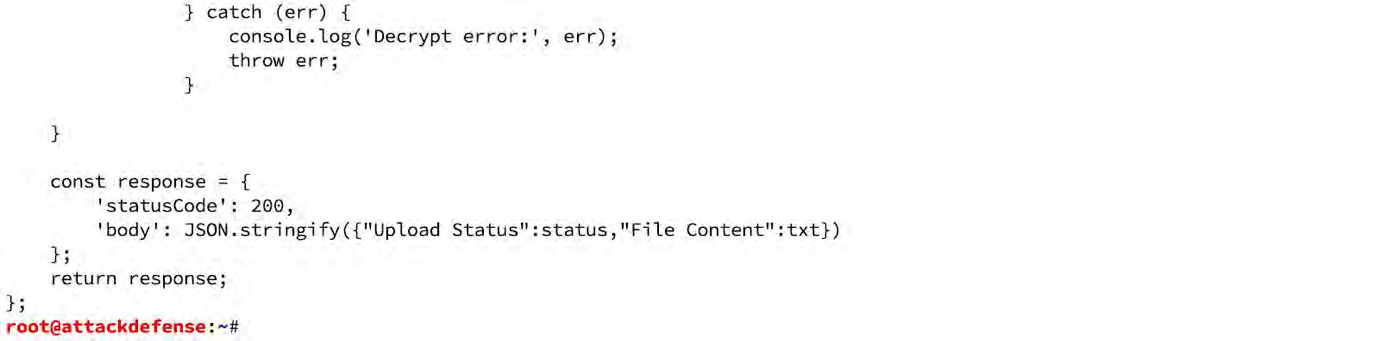 } catch (err) {
                    console.log('Decrypt error:', err);
                    throw err;
                }

    }

    const response = {
        'statusCode': 200,
        'body': JSON.stringify({"Upload Status":status,"File Content":txt})
    };
    return response;
};
root@attackdefense:~#